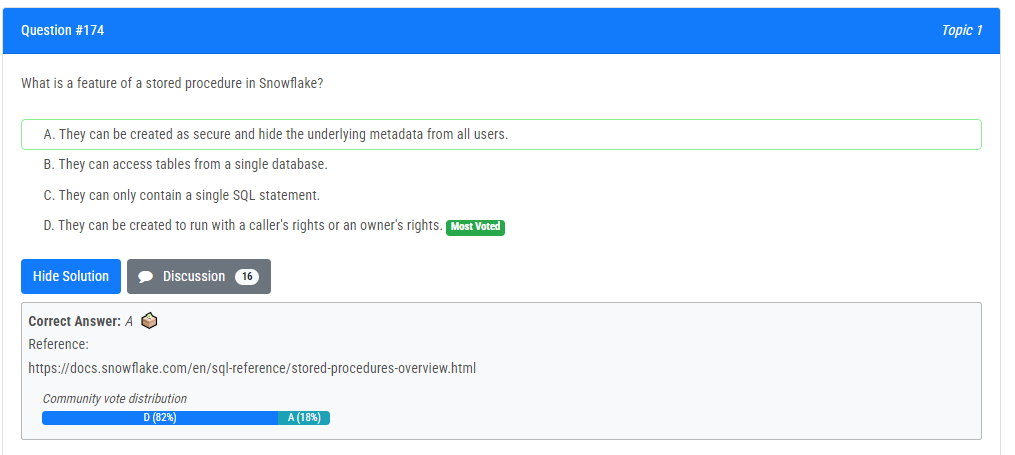 Question #174 Topic 1
What is a feature of a stored procedure in Snowflake?
A. They can be created as secure and hide the underlying metadata from all users.
B. They can access tables from a single database.
C. They can only contain a single SQL statement.
D. They can be created to run with a caller's rights or an owner's rights. Most Voted
Hide Solution Discussion 16
Correct Answer: A
Reference:
https://docs.snowflake.com/en/sql-reference/stored-procedures-overview.html
Community vote distribution
D (82%) A (18%)